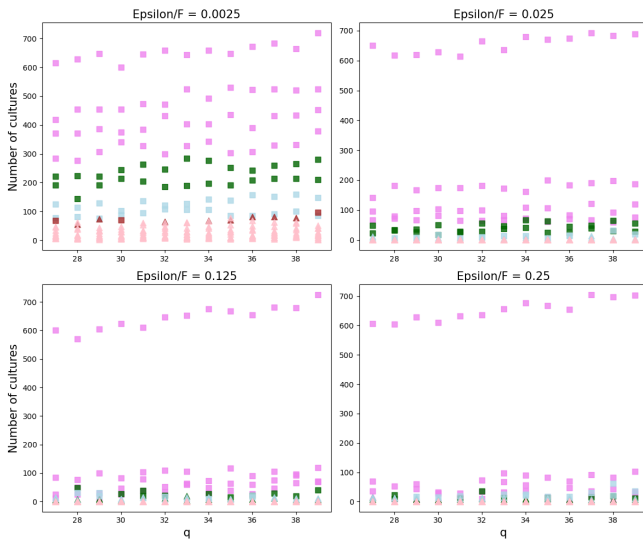 Epsilon/F = 0.0025
Number of cultures
700
600
500
400
300
200
100
0
28 30 32 34 36 38
Epsilon/F = 0.025
700
600
500
400
300
200
100
0
28 30 32 34 36 38
Epsilon/F = 0.125
Number of cultures
700
600
500
400
300
200
100
0
28 30 32 34 36 38
q
Epsilon/F = 0.25
700
600
500
400
300
200
100
0
28 30 32 34 36 38
q